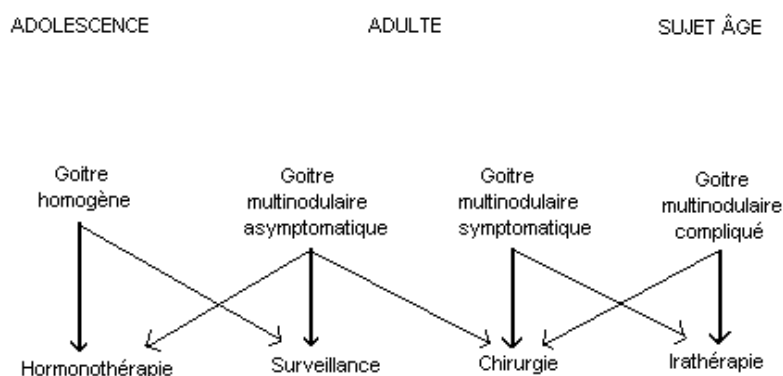 ADOLESCENCE ADULTE SUJET ÂGE
Goitre
homogène
Goitre
multinodulaire
asymptomatique
Goitre
multinodulaire
symptomatique
Goitre
multinodulaire
compliqué
Hormonothérapie Surveillance Chirurgie Irathérapie